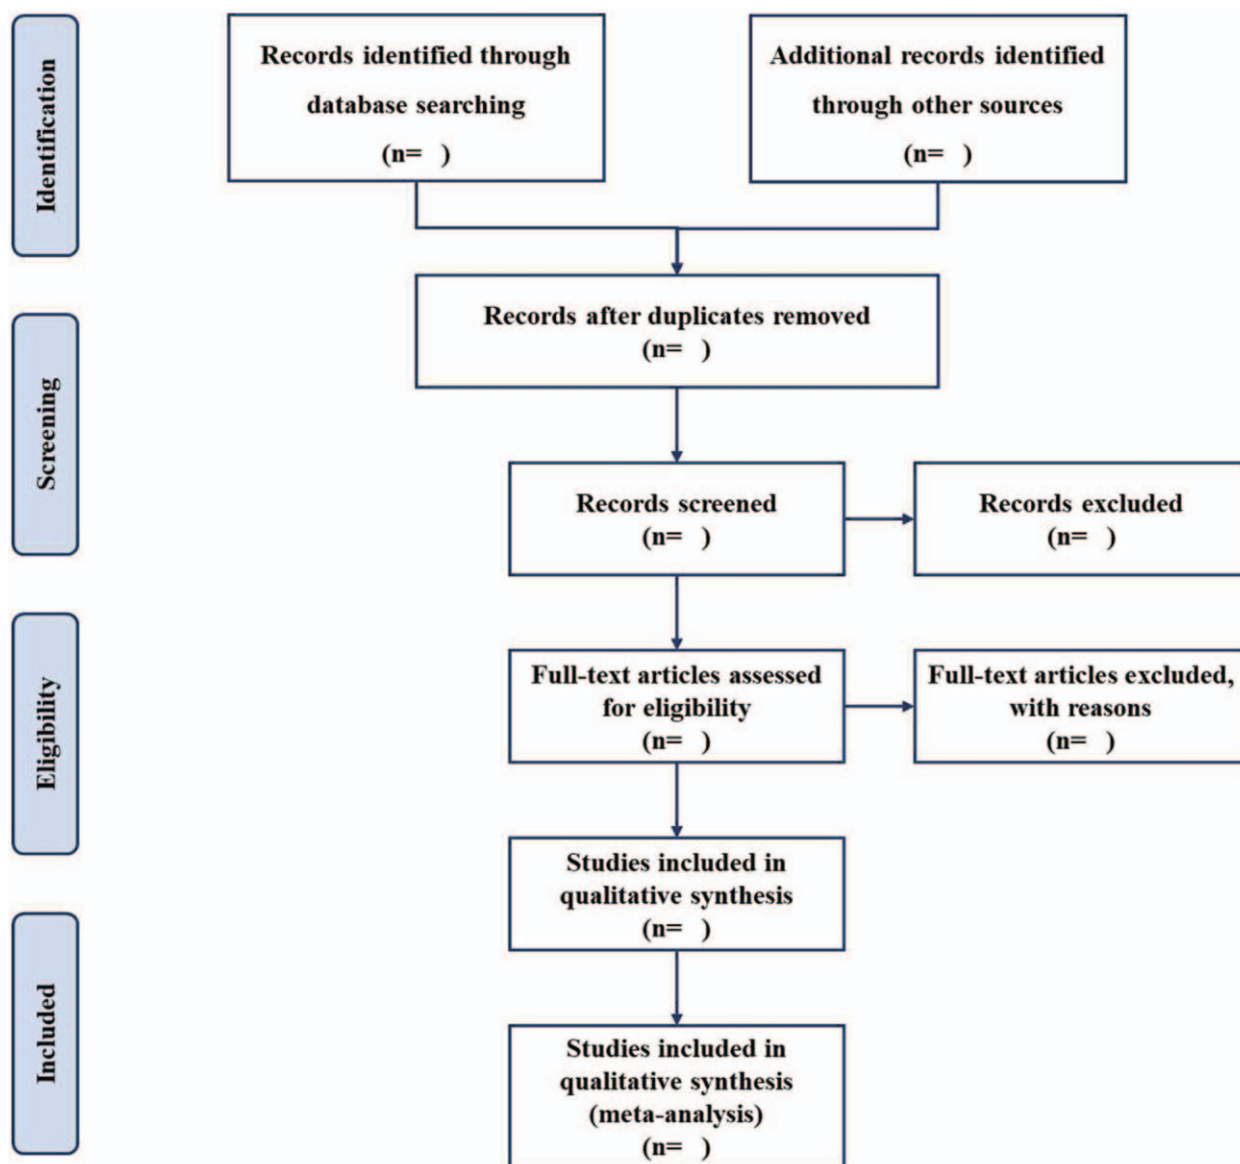 Identification
Records identified through
database searching
(n=   )
Additional records identified
through other sources
(n=   )
Records after duplicates removed
(n=   )
Screening
Records screened
(n=   )
Records excluded
(n=   )
Eligibility
Full-text articles assessed
for eligibility
(n=   )
Full-text articles excluded,
with reasons
(n=   )
Studies included in
qualitative synthesis
(n=   )
Included
Studies included in
qualitative synthesis
(meta-analysis)
(n=   )